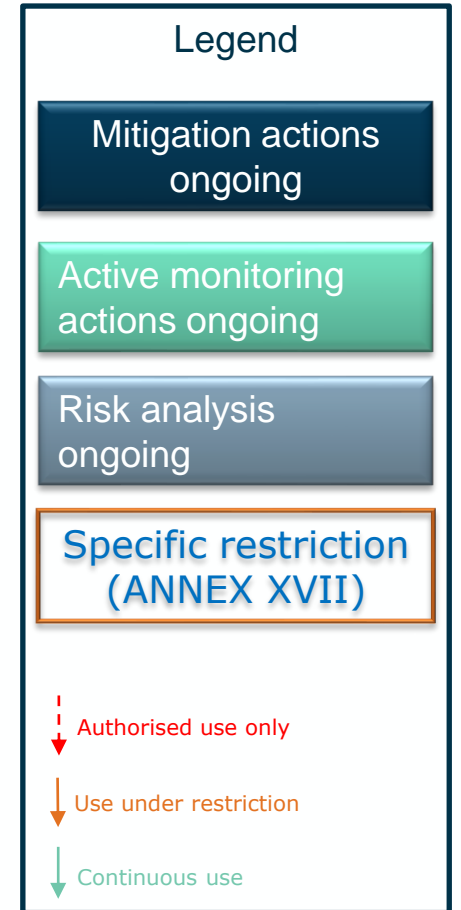 Legend
Mitigation actions
ongoing
Active monitoring
actions ongoing
Risk analysis
ongoing
Specific restriction
(ANNEX XVII)
Authorised use only
Use under restriction
Continuous use